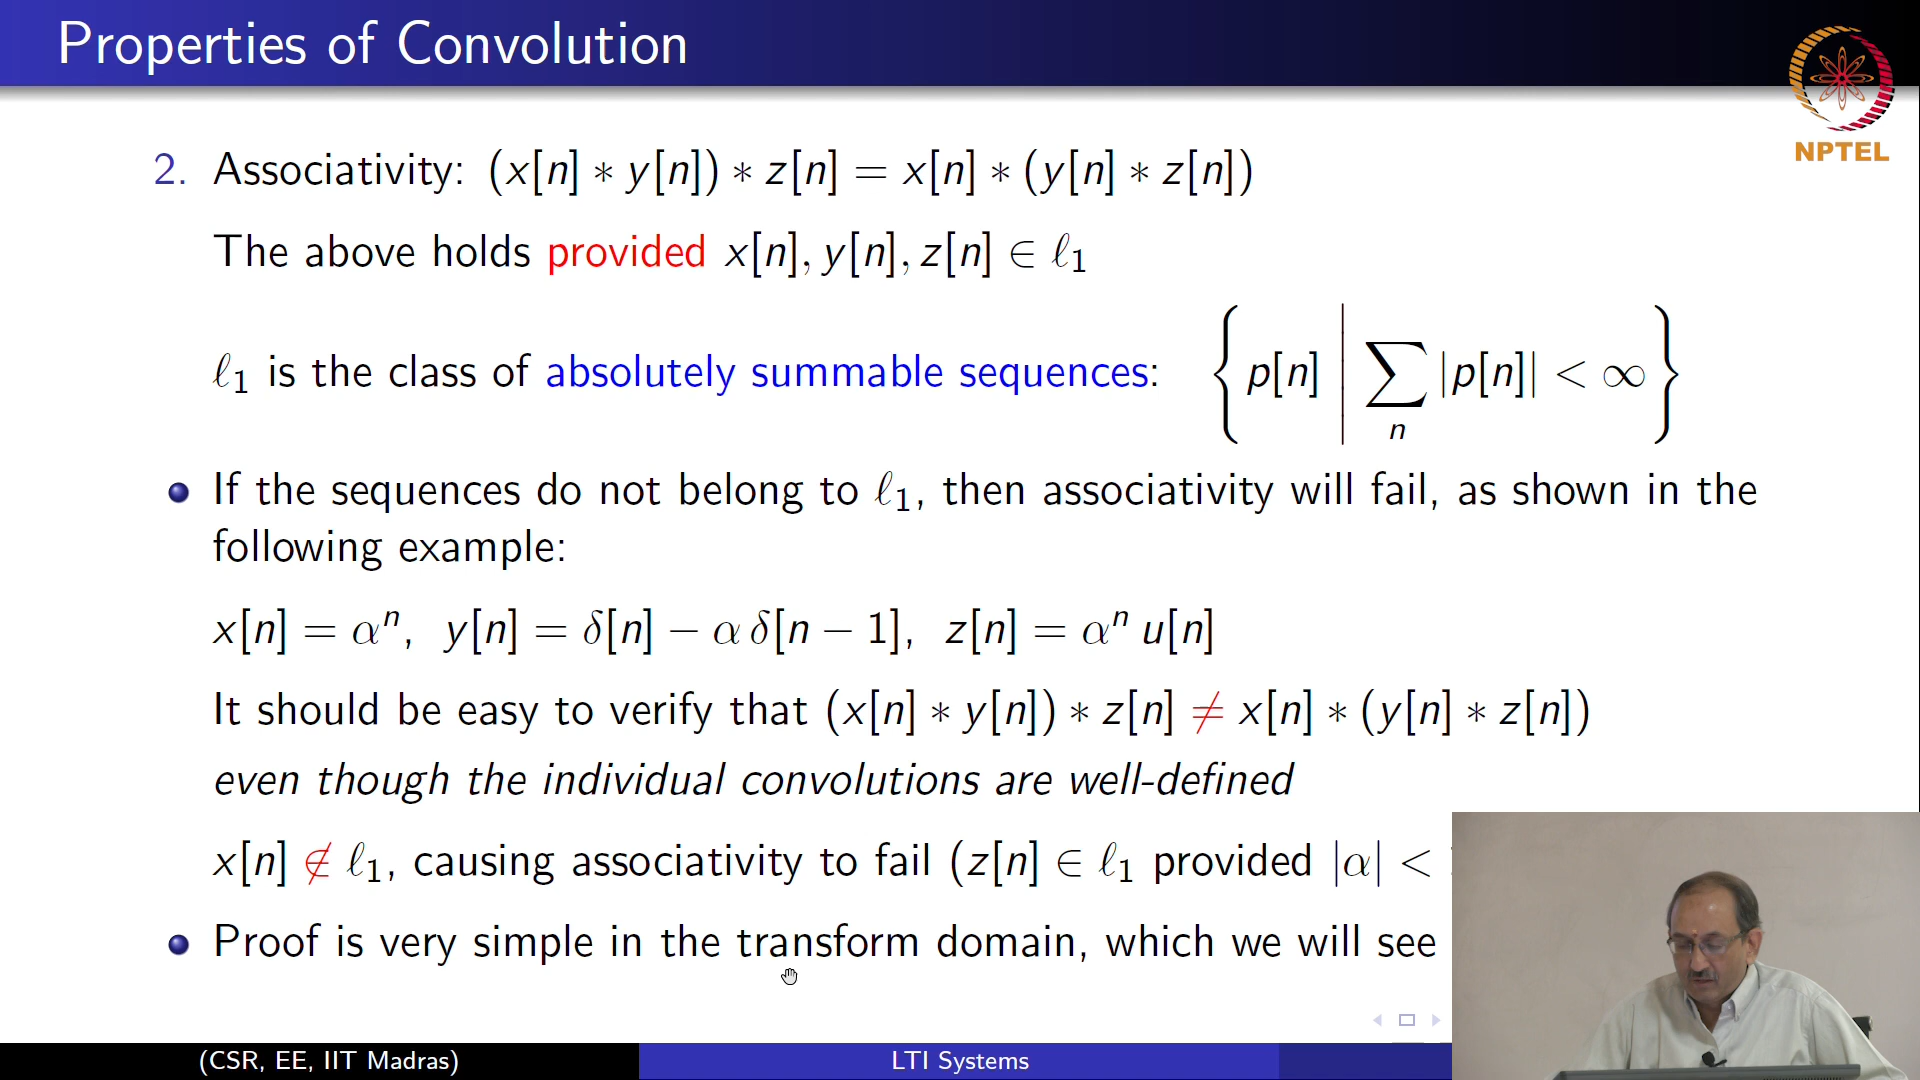 Properties of Convolution
NPTEL
2. Associativity: (x[n] ∗ y[n]) ∗ z[n] = x[n] ∗ (y[n] ∗ z[n])
The above holds provided x[n], y[n], z[n] ∈ ℓ₁
ℓ₁ is the class of absolutely summable sequences: { p[n] | ∑ₙ |p[n]| < ∞ }
If the sequences do not belong to ℓ₁, then associativity will fail, as shown in the
following example:
x[n] = αⁿ, y[n] = δ[n] − α δ[n − 1], z[n] = αⁿ u[n]
It should be easy to verify that (x[n] ∗ y[n]) ∗ z[n] ≠ x[n] ∗ (y[n] ∗ z[n])
even though the individual convolutions are well-defined
x[n] ∉ ℓ₁, causing associativity to fail (z[n] ∈ ℓ₁ provided |α| <
Proof is very simple in the transform domain, which we will see
(CSR, EE, IIT Madras)
LTI Systems